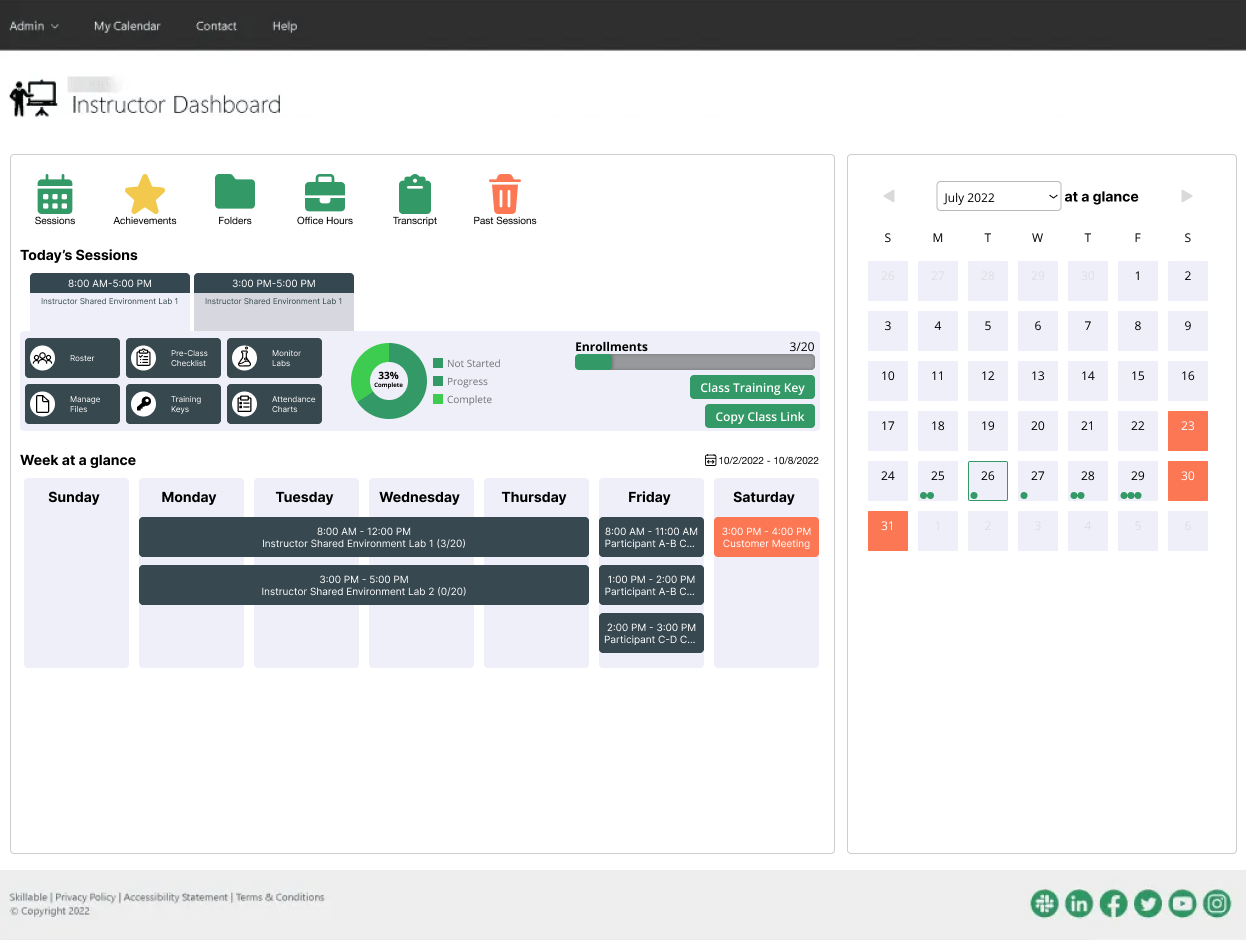 Admin My Calendar Contact Help
Instructor Dashboard
Sessions Achievements Folders Office Hours Transcript Past Sessions
Today's Sessions
8:00 AM-5:00 PM 3:00 PM-5:00 PM
Instructor Shared Environment Lab 1 Instructor Shared Environment Lab 1
Roster
Pre-Class
Checklist
Monitor
Labs
Manage
Files
Training
Keys
Attendance
Charts
33%
Complete
Not Started
Progress
Complete
Enrollments 3/20
Class Training Key
Copy Class Link
Week at a glance 10/2/2022 - 10/8/2022
Sunday Monday Tuesday Wednesday Thursday Friday Saturday
8:00 AM - 12:00 PM
Instructor Shared Environment Lab 1 (3/20)
8:00 AM - 11:00 AM
Participant A-B C...
3:00 PM - 4:00 PM
Customer Meeting
3:00 PM - 5:00 PM
Instructor Shared Environment Lab 2 (0/20)
1:00 PM - 2:00 PM
Participant A-B C...
2:00 PM - 3:00 PM
Participant C-D C...
July 2022 at a glance
S M T W T F S
26 27 28 29 30 1 2
3 4 5 6 7 8 9
10 11 12 13 14 15 16
17 18 19 20 21 22 23
24 25 26 27 28 29 30
31 1 2 3 4 5 6
Skillable | Privacy Policy | Accessibility Statement | Terms & Conditions
© Copyright 2022